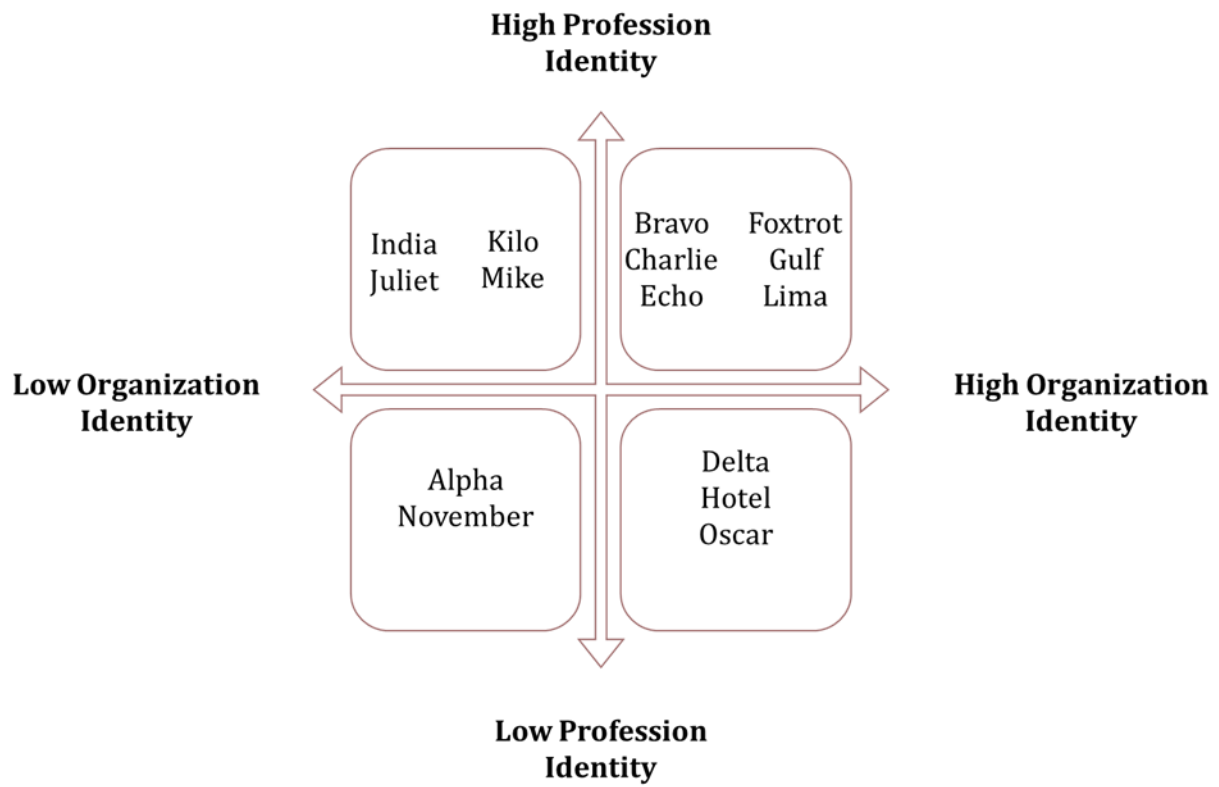 High Profession
Identity
India
Juliet
Kilo
Mike
Bravo
Charlie
Echo
Foxtrot
Gulf
Lima
Low Organization
Identity
High Organization
Identity
Alpha
November
Delta
Hotel
Oscar
Low Profession
Identity